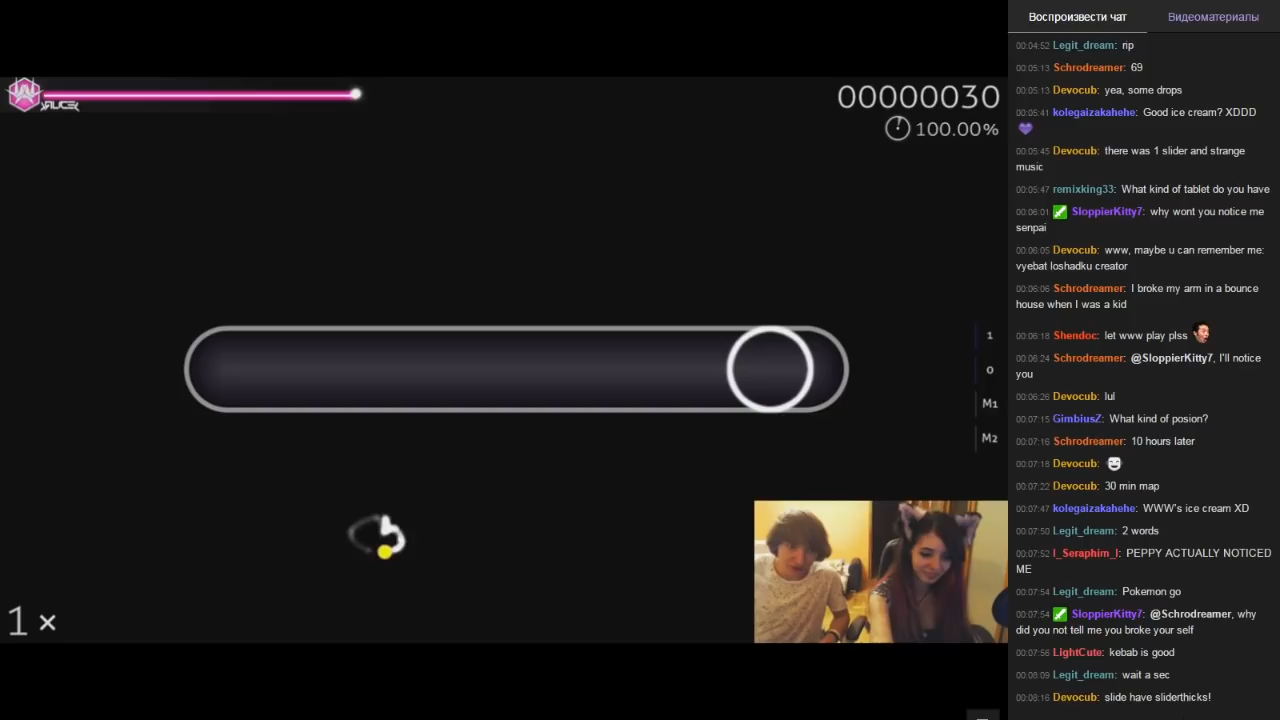 Воспроизвести чат
Видеоматериалы
00000030
100.00%
1
0
M1
M2
1 ×
00:04:52 Legit_dream: rip
00:05:13 Schrodreamer: 69
00:05:13 Devocub: yea, some drops
00:05:41 kolegaizakahehe: Good ice cream? XDDD
00:05:45 Devocub: there was 1 slider and strange
music
00:05:47 remixking33: What kind of tablet do you have
00:06:01 SloppierKitty7: why wont you notice me
senpai
00:06:05 Devocub: www, maybe u can remember me:
vyebat loshadku creator
00:06:06 Schrodreamer: I broke my arm in a bounce
house when I was a kid
00:06:18 Shendoc: let www play plss
00:06:24 Schrodreamer: @SloppierKitty7, I'll notice
you
00:06:26 Devocub: lul
00:07:15 GimbiusZ: What kind of posion?
00:07:16 Schrodreamer: 10 hours later
00:07:18 Devocub:
00:07:22 Devocub: 30 min map
00:07:47 kolegaizakahehe: WWW's ice cream XD
00:07:50 Legit_dream: 2 words
00:07:52 I_Seraphim_I: PEPPY ACTUALLY NOTICED
ME
00:07:54 Legit_dream: Pokemon go
00:07:54 SloppierKitty7: @Schrodreamer, why
did you not tell me you broke your self
00:07:56 LightCute: kebab is good
00:08:09 Legit_dream: wait a sec
00:08:16 Devocub: slide have sliderthicks!